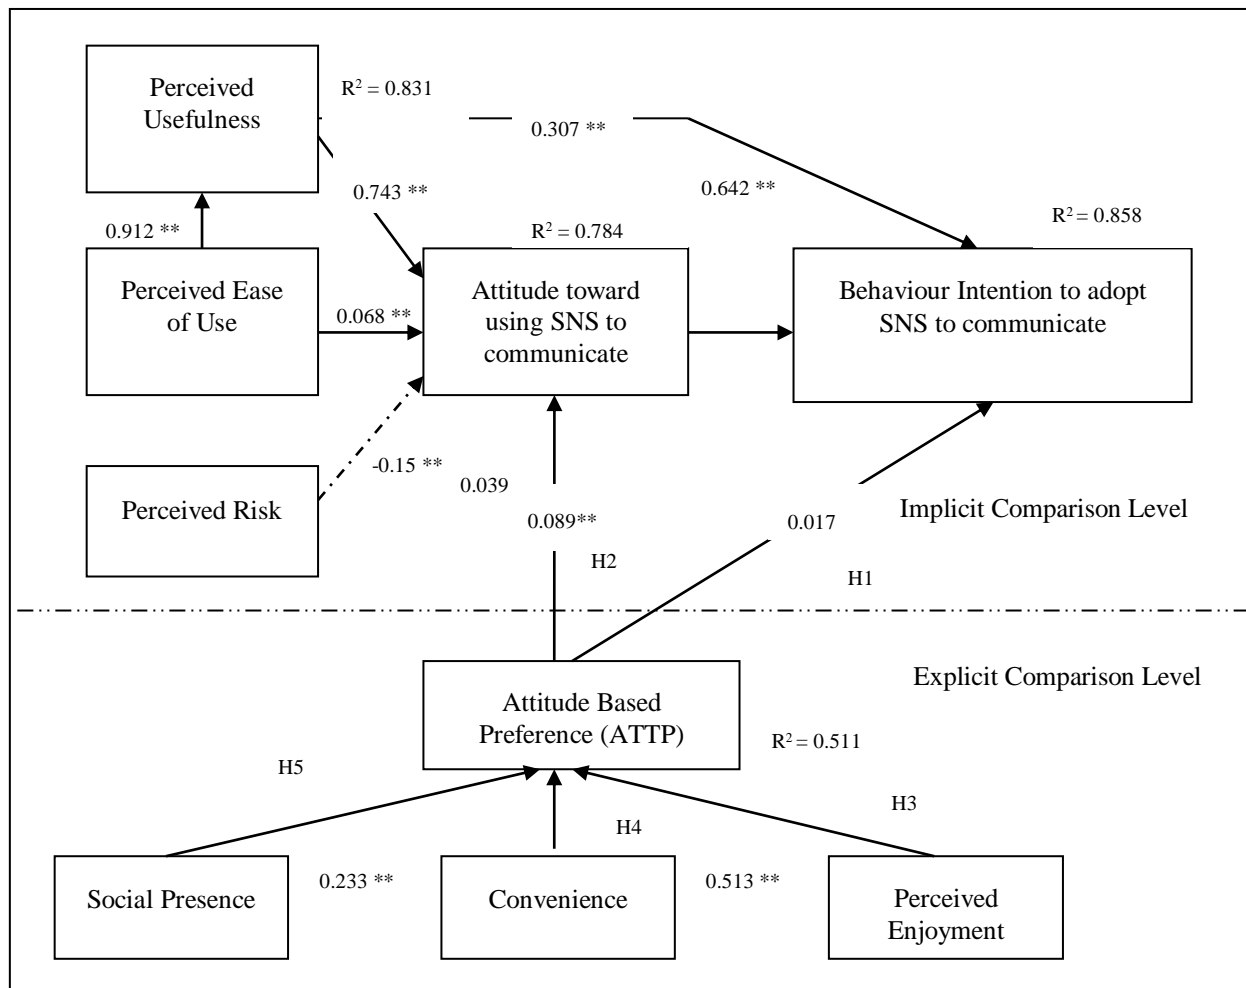 Perceived
Usefulness
R² = 0.831
0.307 **
0.743 **
0.642 **
R² = 0.858
0.912 **
R² = 0.784
Perceived Ease
of Use
0.068 **
Attitude toward
using SNS to
communicate
Behaviour Intention to adopt
SNS to communicate
-0.15 **
0.039
Perceived Risk
0.089**
0.017
Implicit Comparison Level
H2
H1
Explicit Comparison Level
Attitude Based
Preference (ATTP)
R² = 0.511
H5
H3
H4
Social Presence
0.233 **
Convenience
0.513 **
Perceived
Enjoyment